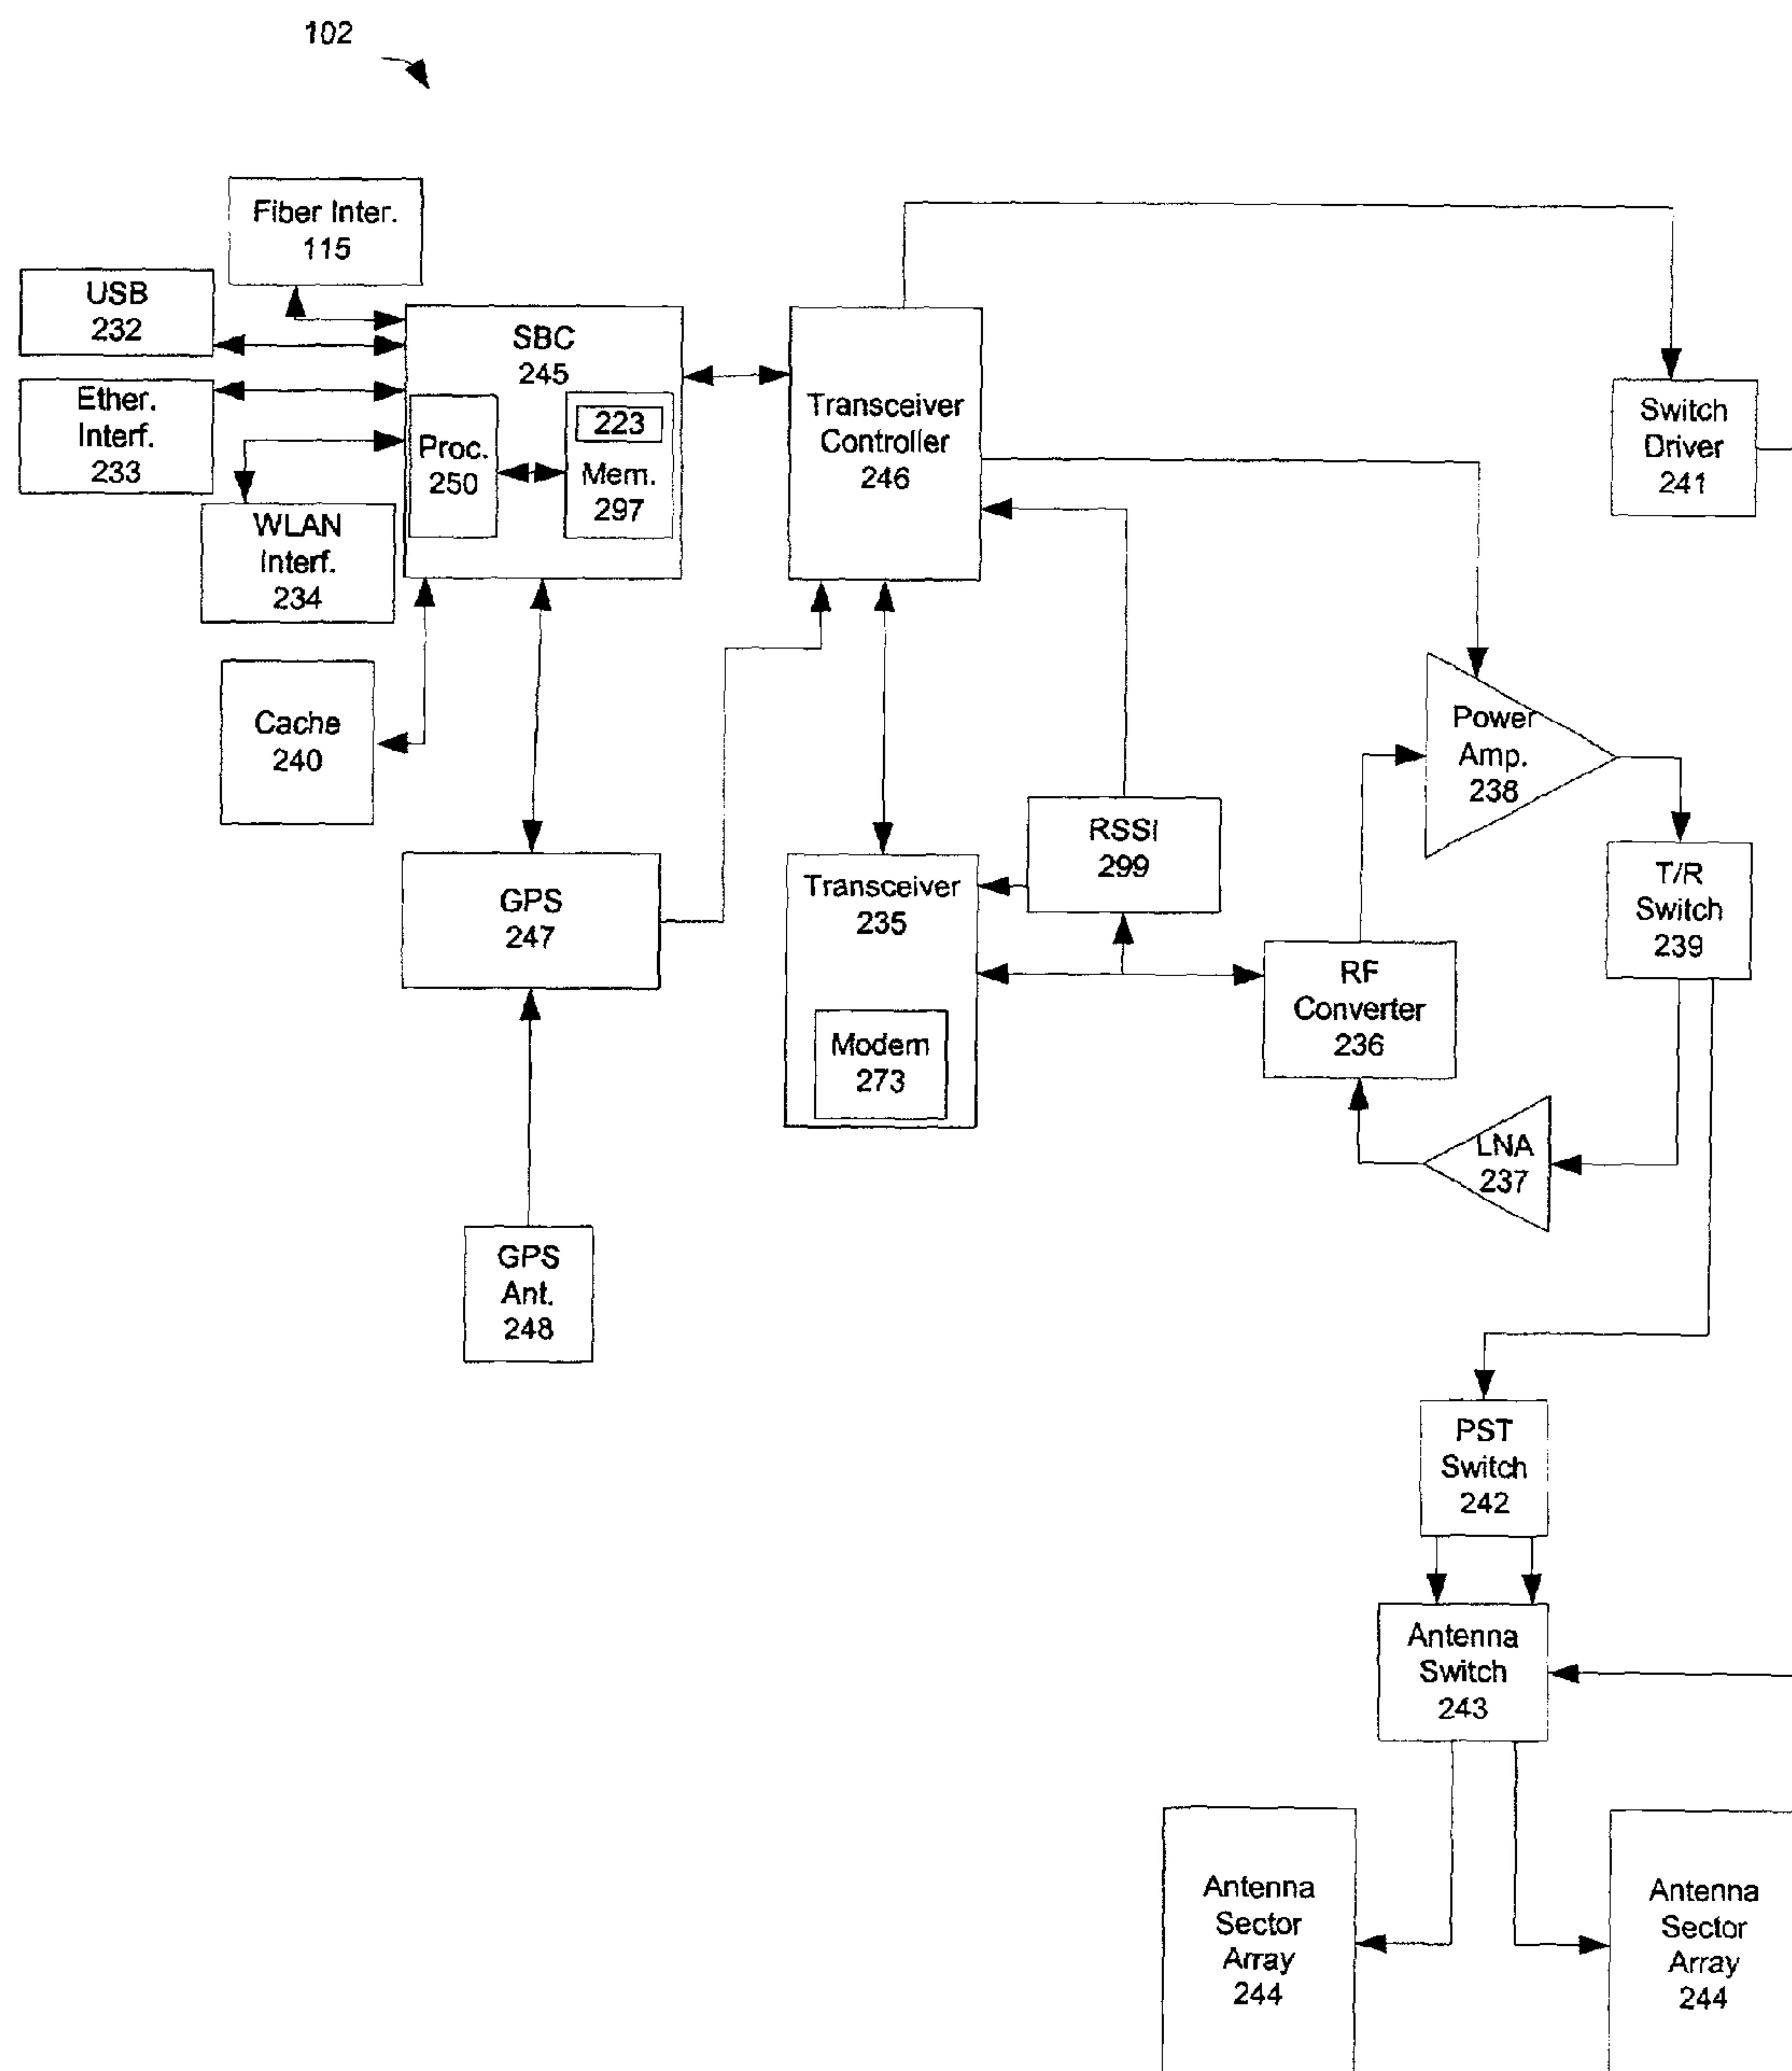 102
Fiber Inter.
115
USB
232
Ether.
Interf.
233
WLAN
Interf.
234
Cache
240
SBC
245
Proc.
250
223
Mem.
297
Transceiver
Controller
246
Switch
Driver
241
GPS
247
GPS
Ant.
248
Transceiver
235
Modem
273
RSSI
299
RF
Converter
236
Power
Amp.
238
T/R
Switch
239
LNA
237
PST
Switch
242
Antenna
Switch
243
Antenna
Sector
Array
244
Antenna
Sector
Array
244